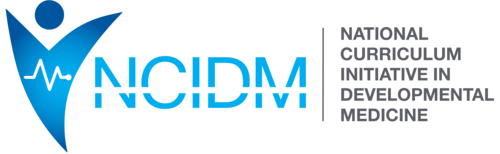 NCIDM
NATIONAL
CURRICULUM
INITIATIVE IN
DEVELOPMENTAL
MEDICINE